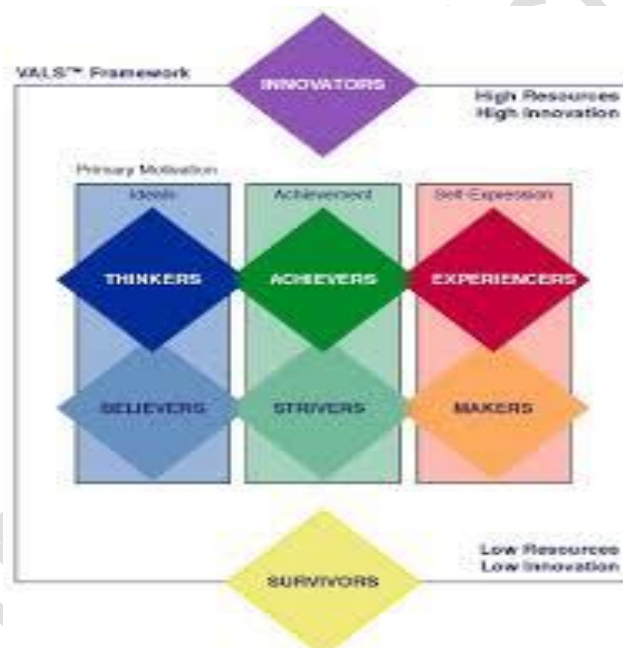 VALS™ Framework
INNOVATORS
High Resources
High Innovation
Primary Motivation
Ideals
Achievement
Self-Expression
THINKERS
ACHIEVERS
EXPERIENCERS
BELIEVERS
STRIVERS
MAKERS
Low Resources
Low Innovation
SURVIVORS